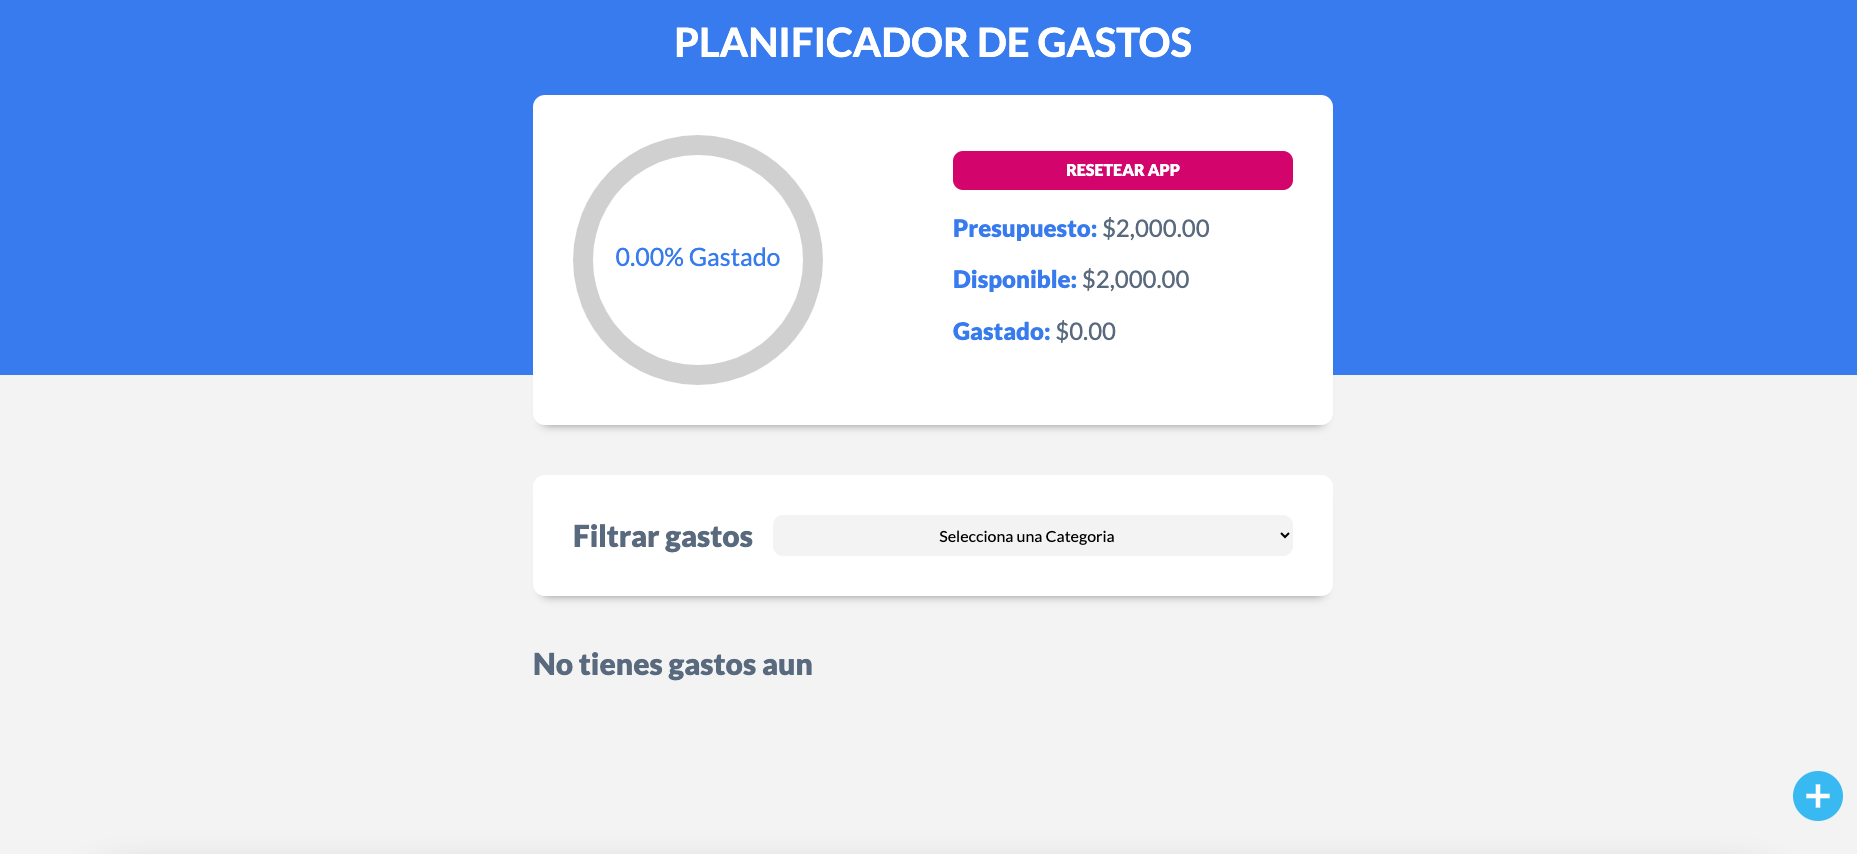 PLANIFICADOR DE GASTOS
0.00% Gastado
RESETEAR APP
Presupuesto: $2,000.00
Disponible: $2,000.00
Gastado: $0.00
Filtrar gastos
Selecciona una Categoria
No tienes gastos aun